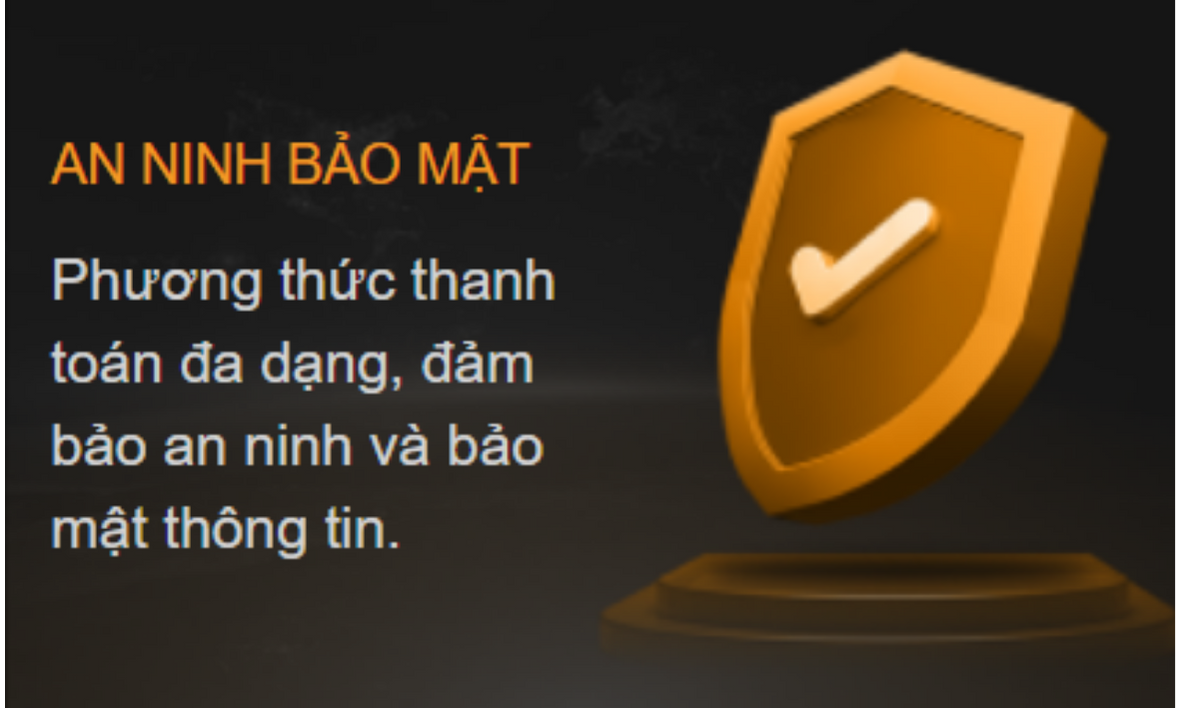 AN NINH BẢO MẬT
Phương thức thanh
toán đa dạng, đảm
bảo an ninh và bảo
mật thông tin.